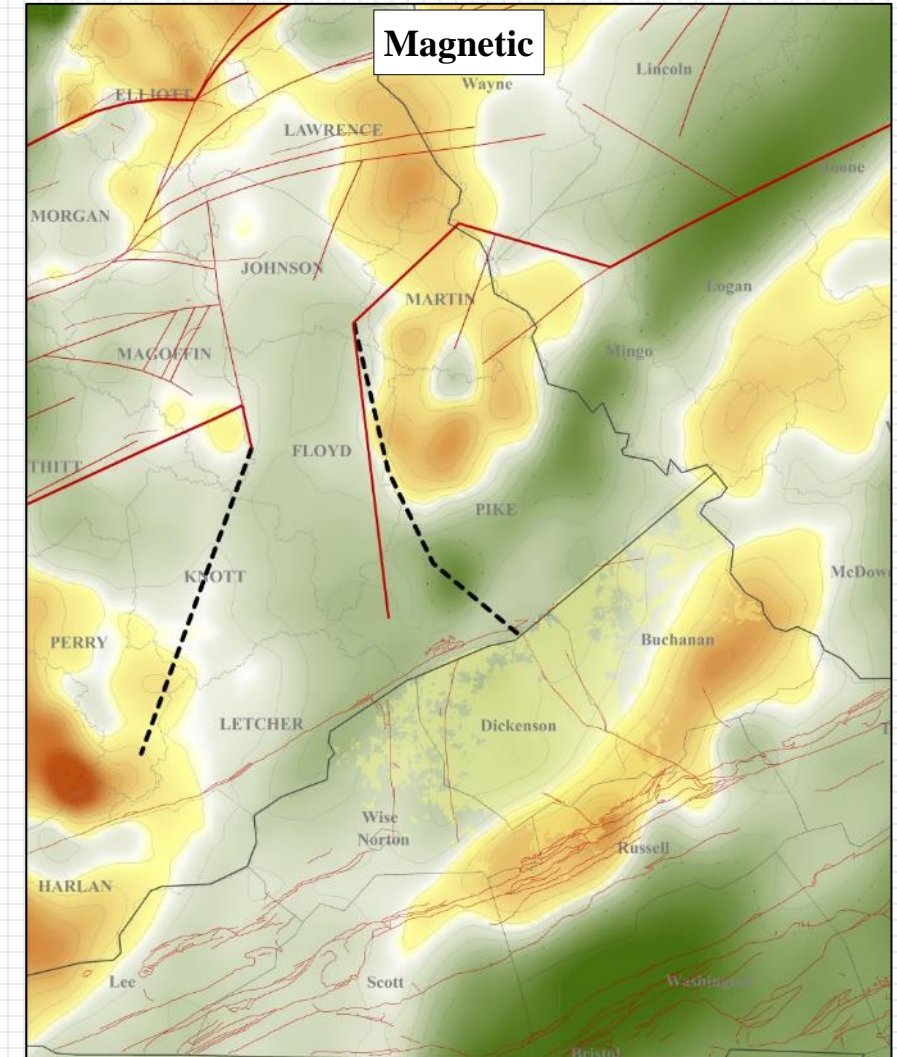 Magnetic
Lincoln
Wayne
ELLIOTT
LAWRENCE
Boone
MORGAN
JOHNSON
Logan
MARTIN
Mingo
MAGOFFIN
FLOYD
THITT
PIKE
McDow
KNOTT
PERRY
Buchanan
LETCHER
Dickenson
Wise
Norton
Russell
HARLAN
Lee
Scott
Washington
Bristol